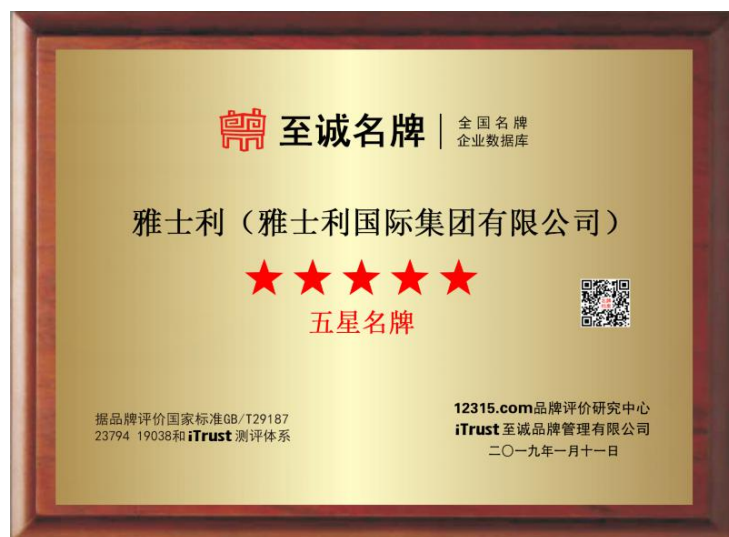 至诚名牌
全国名牌
企业数据库
雅士利（雅士利国际集团有限公司）
五星名牌
据品牌评价国家标准GB/T29187
23794 19038和iTrust测评体系
12315.com品牌评价研究中心
iTrust至诚品牌管理有限公司
二〇一九年一月十一日